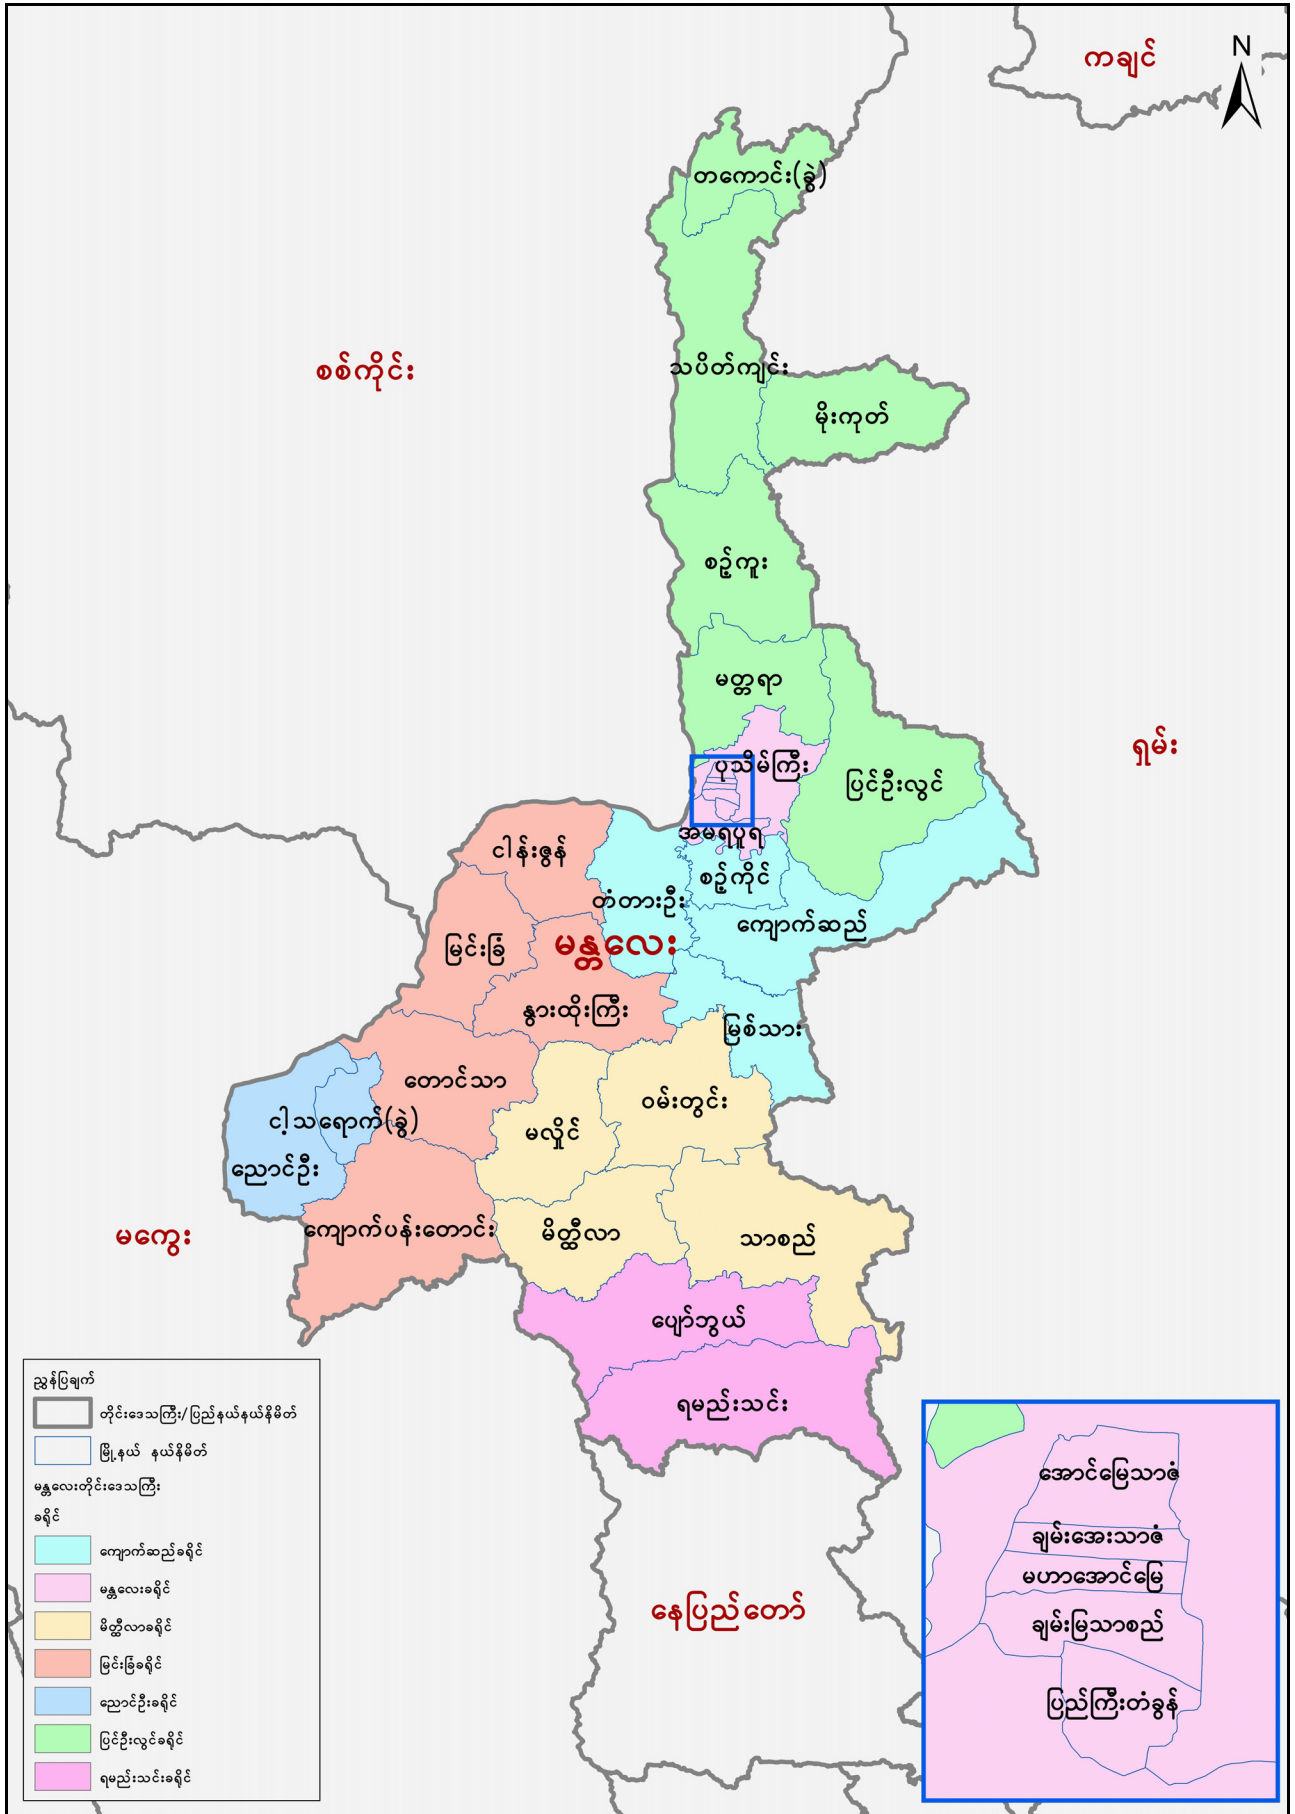 ကချင်
N
တကောင်း(ခွဲ)
စစ်ကိုင်း
သပိတ်ကျင်း
မိုးကုတ်
စဉ့်ကူး
မတ္တရာ
ရှမ်း
ပုသိမ်ကြီး
ပြင်ဦးလွင်
အမရပူရ
ငါန်းဇွန်
စဉ့်ကိုင်
တံတားဦး
ကျောက်ဆည်
မြင်းခြံ
မန္တလေး
နွားထိုးကြီး
မြစ်သား
တောင်သာ
ဝမ်းတွင်း
ငါ့သရောက်(ခွဲ)
မလှိုင်
ညောင်ဦး
မကွေး
ကျောက်ပန်းတောင်း
မိတ္ထီလာ
သာစည်
ပျော်ဘွယ်
ရမည်းသင်း
နေပြည်တော်
ညွှန်ပြချက်
တိုင်းဒေသကြီး/ပြည်နယ်နယ်နိမိတ်
မြို့နယ် နယ်နိမိတ်
မန္တလေးတိုင်းဒေသကြီး
ခရိုင်
ကျောက်ဆည်ခရိုင်
မန္တလေးခရိုင်
မိတ္ထီလာခရိုင်
မြင်းခြံခရိုင်
ညောင်ဦးခရိုင်
ပြင်ဦးလွင်ခရိုင်
ရမည်းသင်းခရိုင်
အောင်မြေသာဇံ
ချမ်းအေးသာဇံ
မဟာအောင်မြေ
ချမ်းမြသာစည်
ပြည်ကြီးတံခွန်